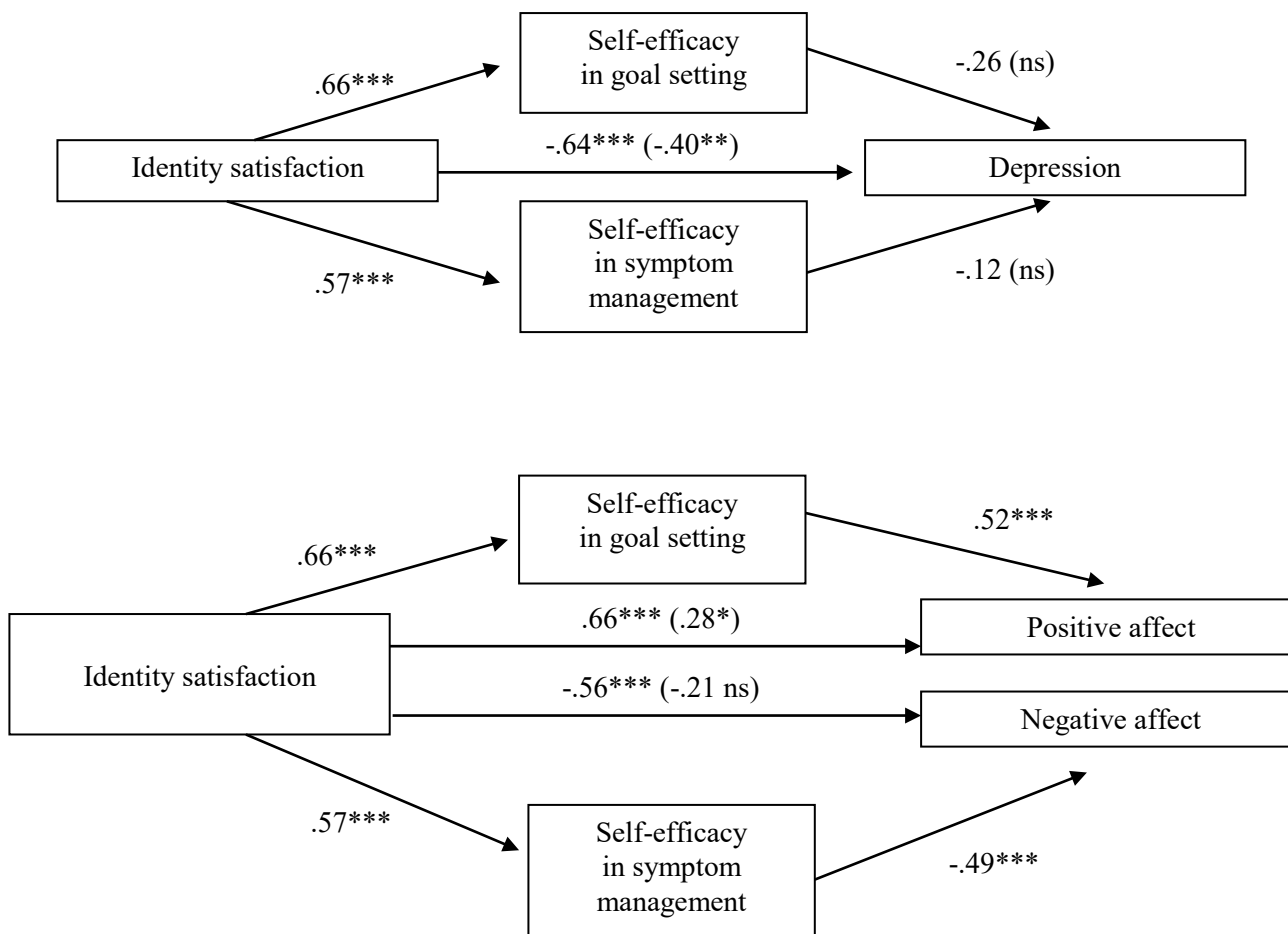 Self-efficacy
in goal setting
-.26 (ns)
.66***
-.64*** (-.40**)
Identity satisfaction
Depression
Self-efficacy
in symptom
management
.57***
-.12 (ns)
Self-efficacy
in goal setting
.52***
.66***
.66*** (.28*)
Positive affect
Identity satisfaction
-.56*** (-.21 ns)
Negative affect
.57***
Self-efficacy
in symptom
management
-.49***